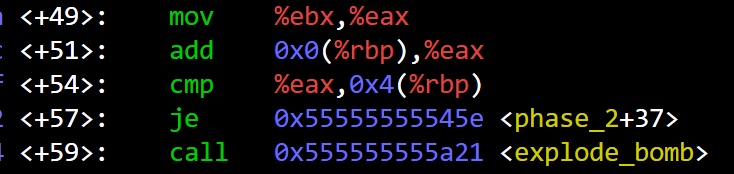 <+49>: mov %ebx,%eax
c <+51>: add 0x0(%rbp),%eax
f <+54>: cmp %eax,0x4(%rbp)
2 <+57>: je 0x55555555545e <phase_2+37>
4 <+59>: call 0x555555555a21 <explode_bomb>